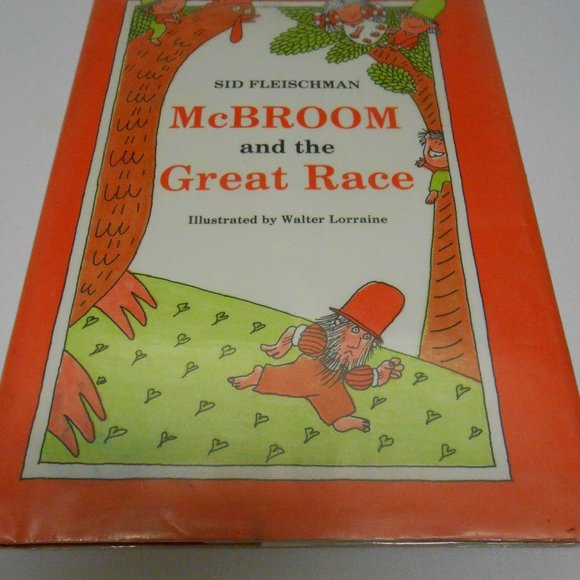 SID FLEISCHMAN
McBROOM
and the
Great Race
Illustrated by Walter Lorraine